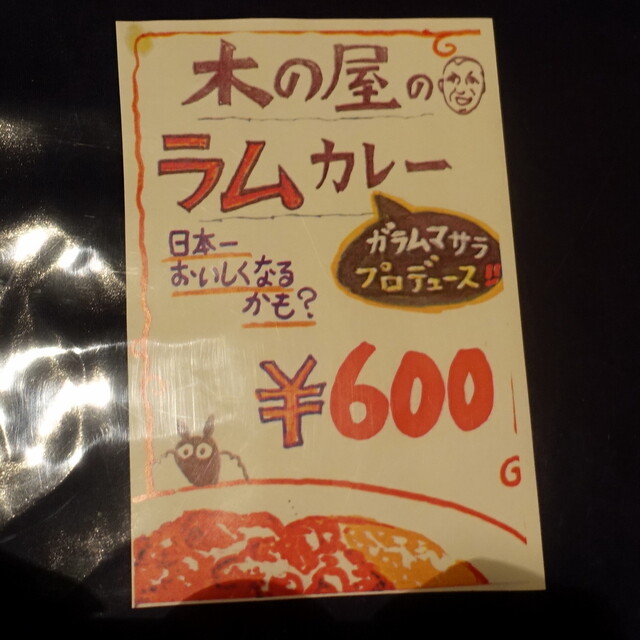 木の屋の
ラムカレー
ガラムマサラ
プロデュース!!
日本一
おいしくなる
かも?
¥600